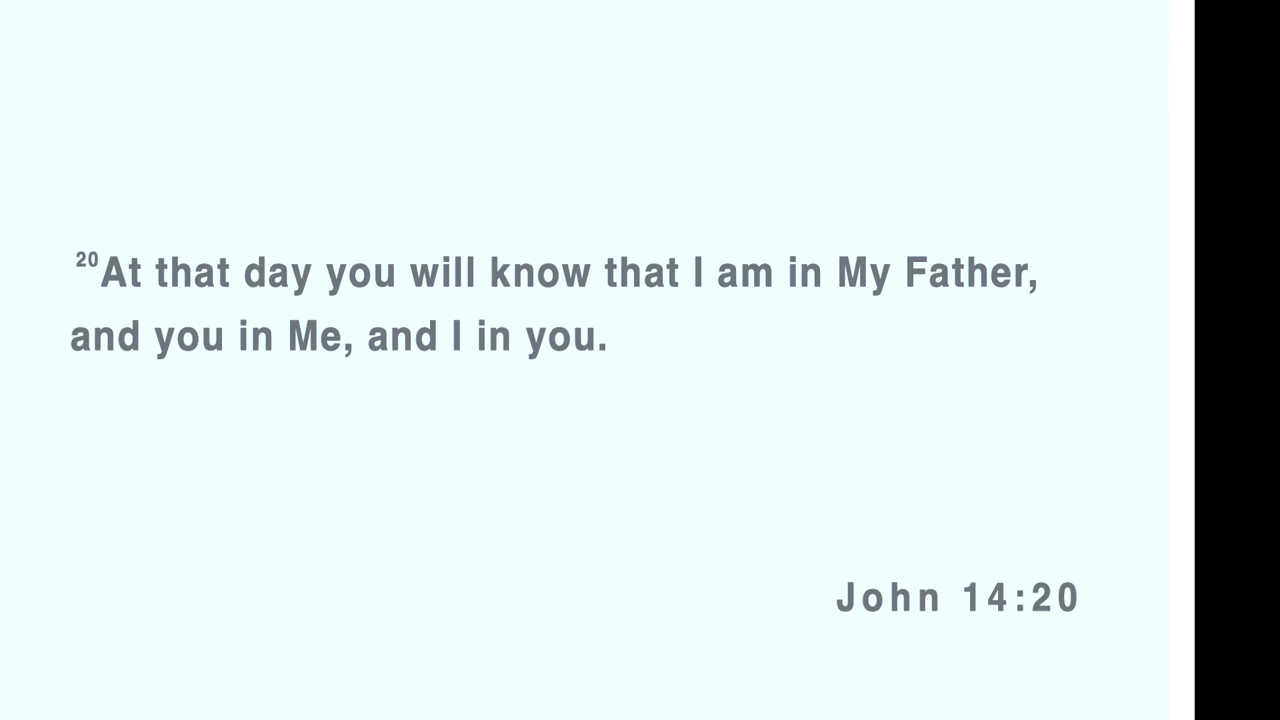 20At that day you will know that I am in My Father,
and you in Me, and I in you.
John 14:20